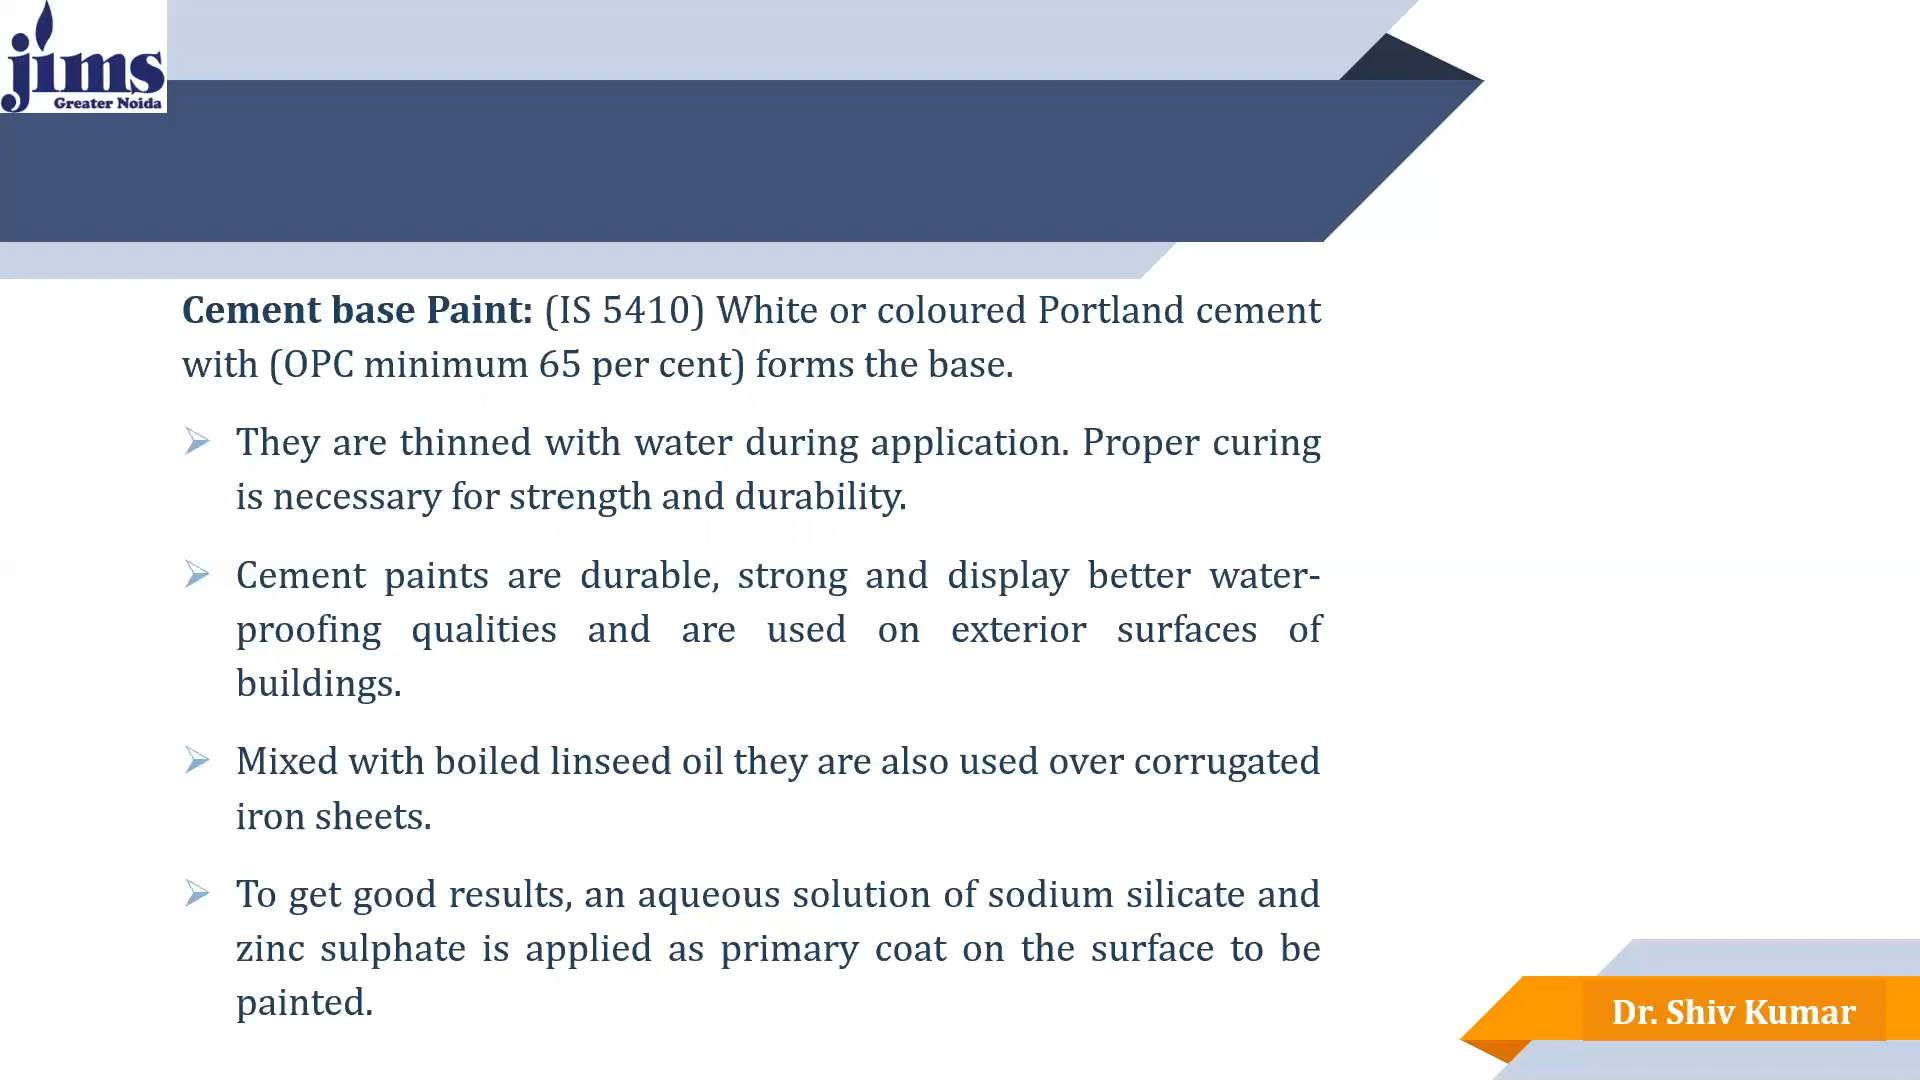 jims
Greater Noida
Cement base Paint: (IS 5410) White or coloured Portland cement
with (OPC minimum 65 per cent) forms the base.
They are thinned with water during application. Proper curing
is necessary for strength and durability.
Cement paints are durable, strong and display better water-
proofing qualities and are used on exterior surfaces of
buildings.
Mixed with boiled linseed oil they are also used over corrugated
iron sheets.
To get good results, an aqueous solution of sodium silicate and
zinc sulphate is applied as primary coat on the surface to be
painted.
Dr. Shiv Kumar